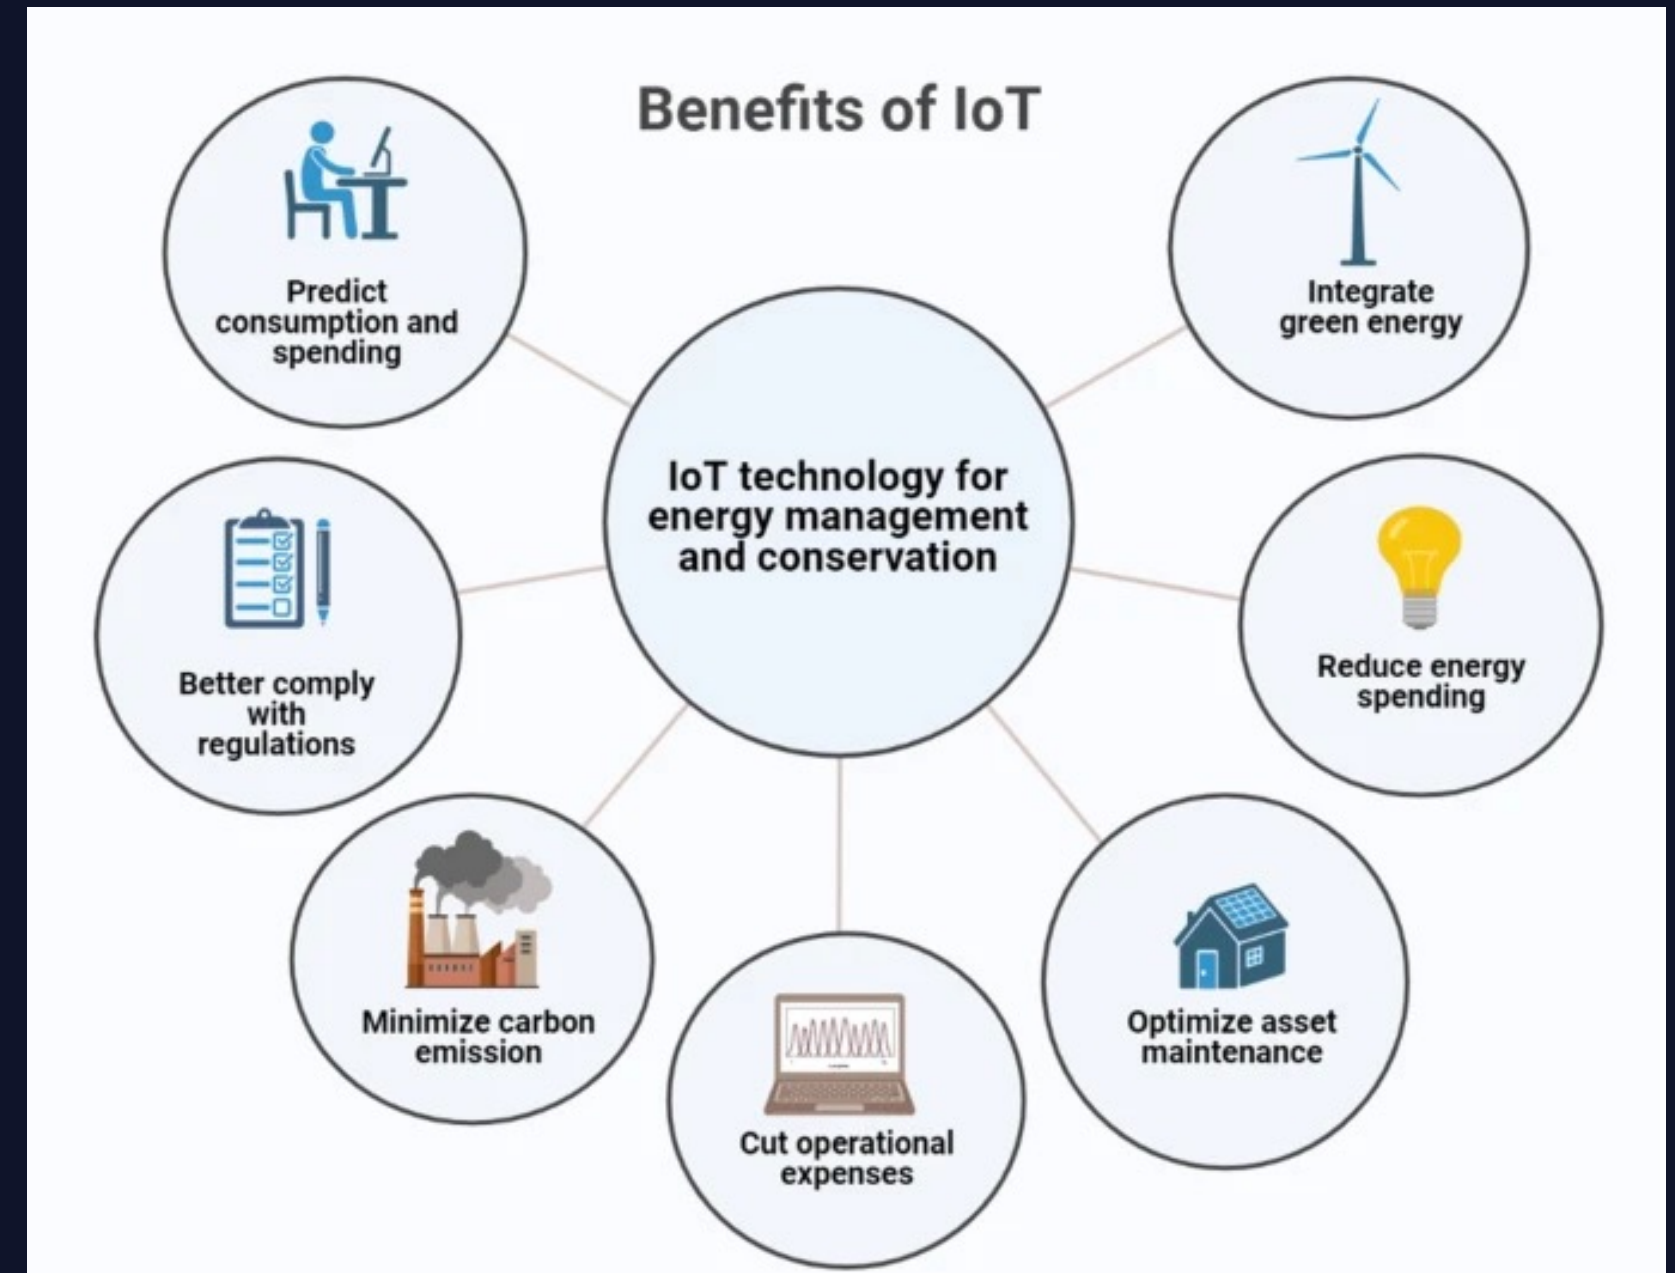 Benefits of IoT
Predict
consumption and
spending
Integrate
green energy
IoT technology for
energy management
and conservation
Better comply
with
regulations
Reduce energy
spending
Minimize carbon
emission
Optimize asset
maintenance
Cut operational
expenses